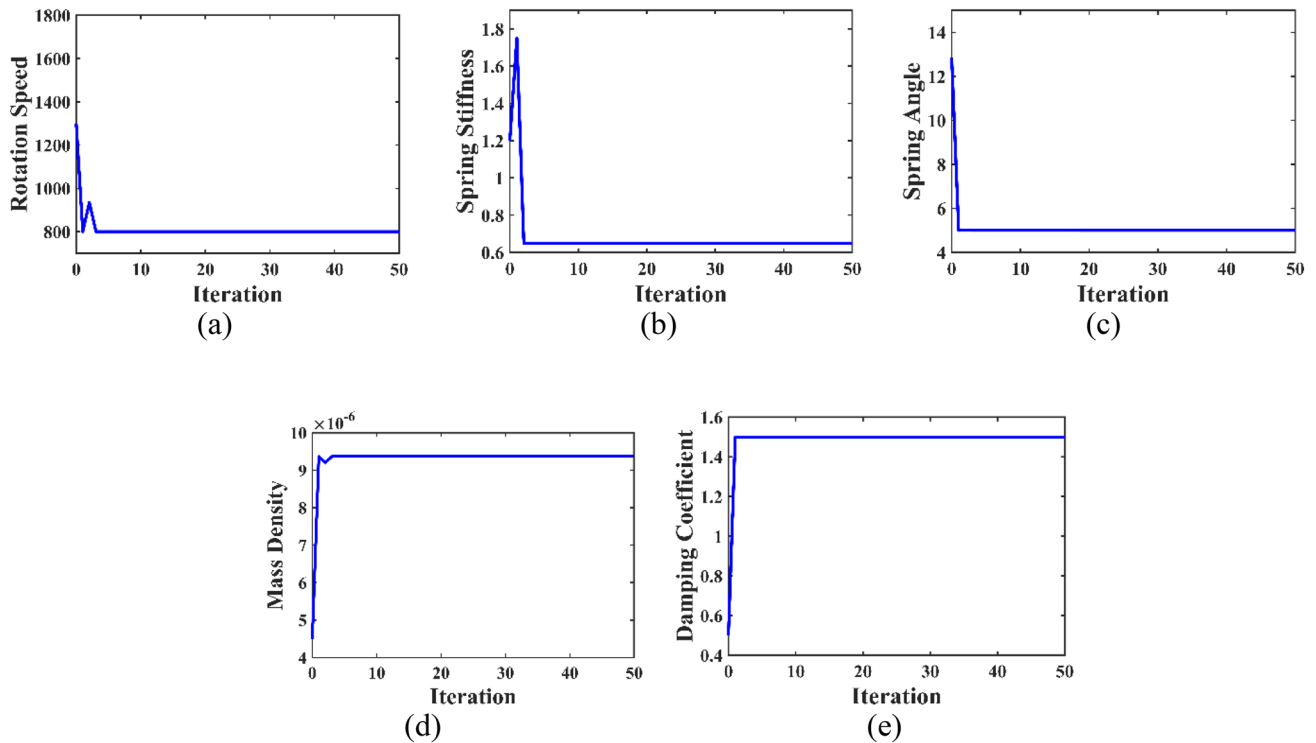 1800
1600
1400
1200
1000
800
Rotation Speed
0 10 20 30 40 50
Iteration
(a)
1.8
1.6
1.4
1.2
1
0.8
0.6
Spring Stiffness
0 10 20 30 40 50
Iteration
(b)
14
12
10
8
6
4
Spring Angle
0 10 20 30 40 50
Iteration
(c)
×10-6
10
9
8
7
6
5
4
Mass Density
0 10 20 30 40 50
Iteration
(d)
1.6
1.4
1.2
1
0.8
0.6
0.4
Damping Coefficient
0 10 20 30 40 50
Iteration
(e)